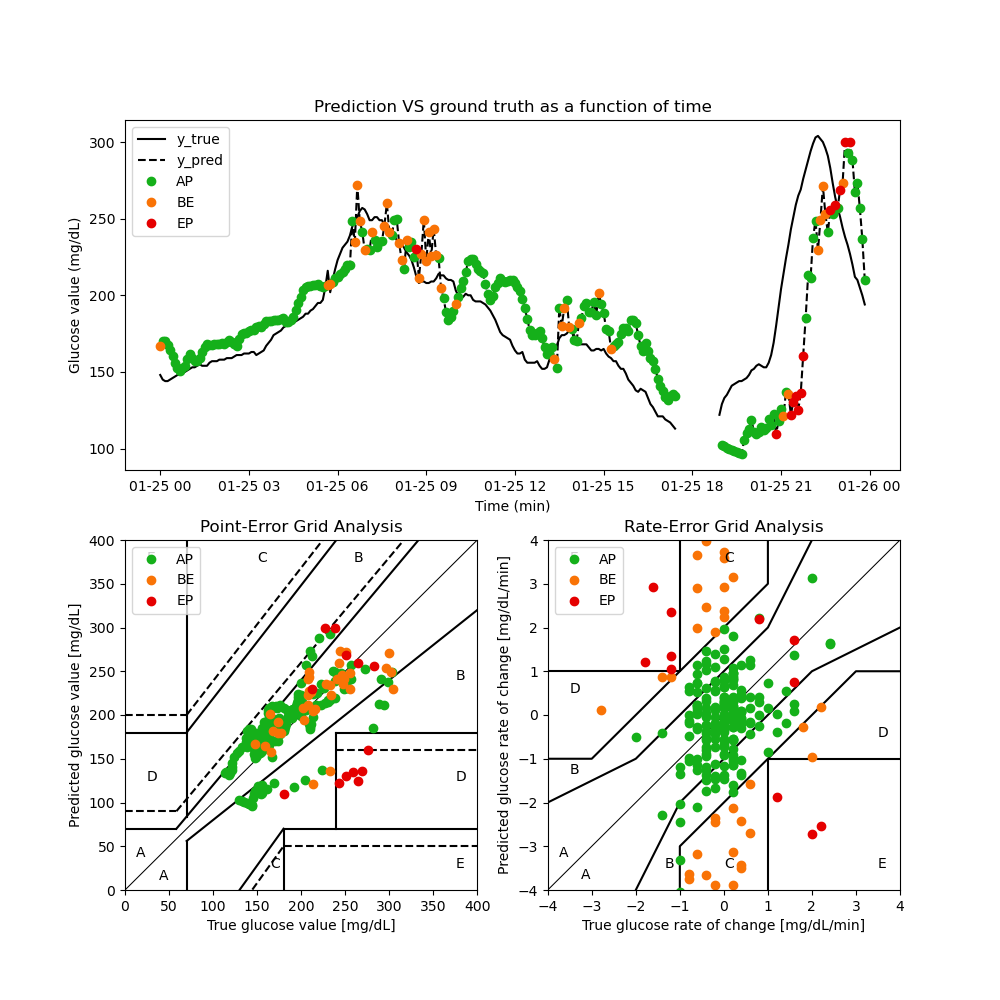 Prediction VS ground truth as a function of time
Glucose value (mg/dL)
300
250
200
150
100
y_true
y_pred
AP
BE
EP
01-25 00 01-25 03 01-25 06 01-25 09 01-25 12 01-25 15 01-25 18 01-25 21 01-26 00
Time (min)
Point-Error Grid Analysis
Predicted glucose value [mg/dL]
400
350
300
250
200
150
100
50
0
AP
BE
EP
C
B
B
D
D
A
A
C
E
0 50 100 150 200 250 300 350 400
True glucose value [mg/dL]
Rate-Error Grid Analysis
Predicted glucose rate of change [mg/dL/min]
4
3
2
1
0
−1
−2
−3
−4
AP
BE
EP
C
D
D
B
A
A
B
C
E
−4 −3 −2 −1 0 1 2 3 4
True glucose rate of change [mg/dL/min]